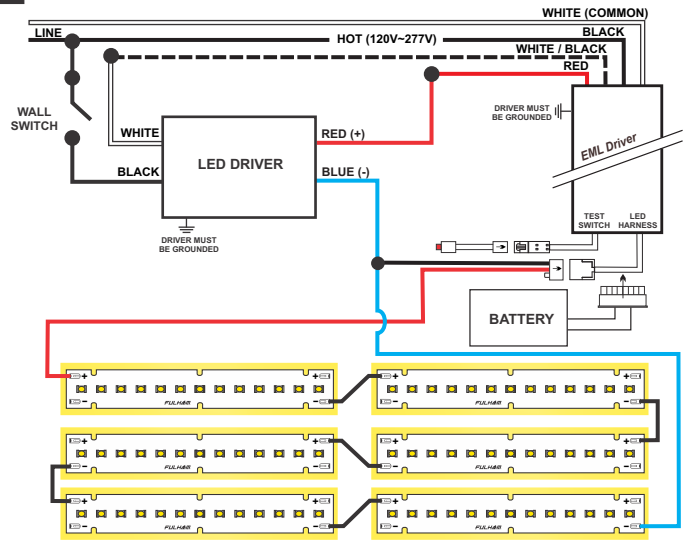 WHITE (COMMON)
LINE
BLACK
HOT (120V~277V)
WHITE / BLACK
RED
WALL
SWITCH
DRIVER MUST
BE GROUNDED
WHITE
RED (+)
EML Driver
LED DRIVER
BLACK
BLUE (-)
TEST
SWITCH
LED
HARNESS
DRIVER MUST
BE GROUNDED
BATTERY
+ +
+ +
- -
- -
FULHAM
FULHAM
+ +
+ +
- -
- -
FULHAM
FULHAM
+ +
+ +
- -
- -
FULHAM
FULHAM